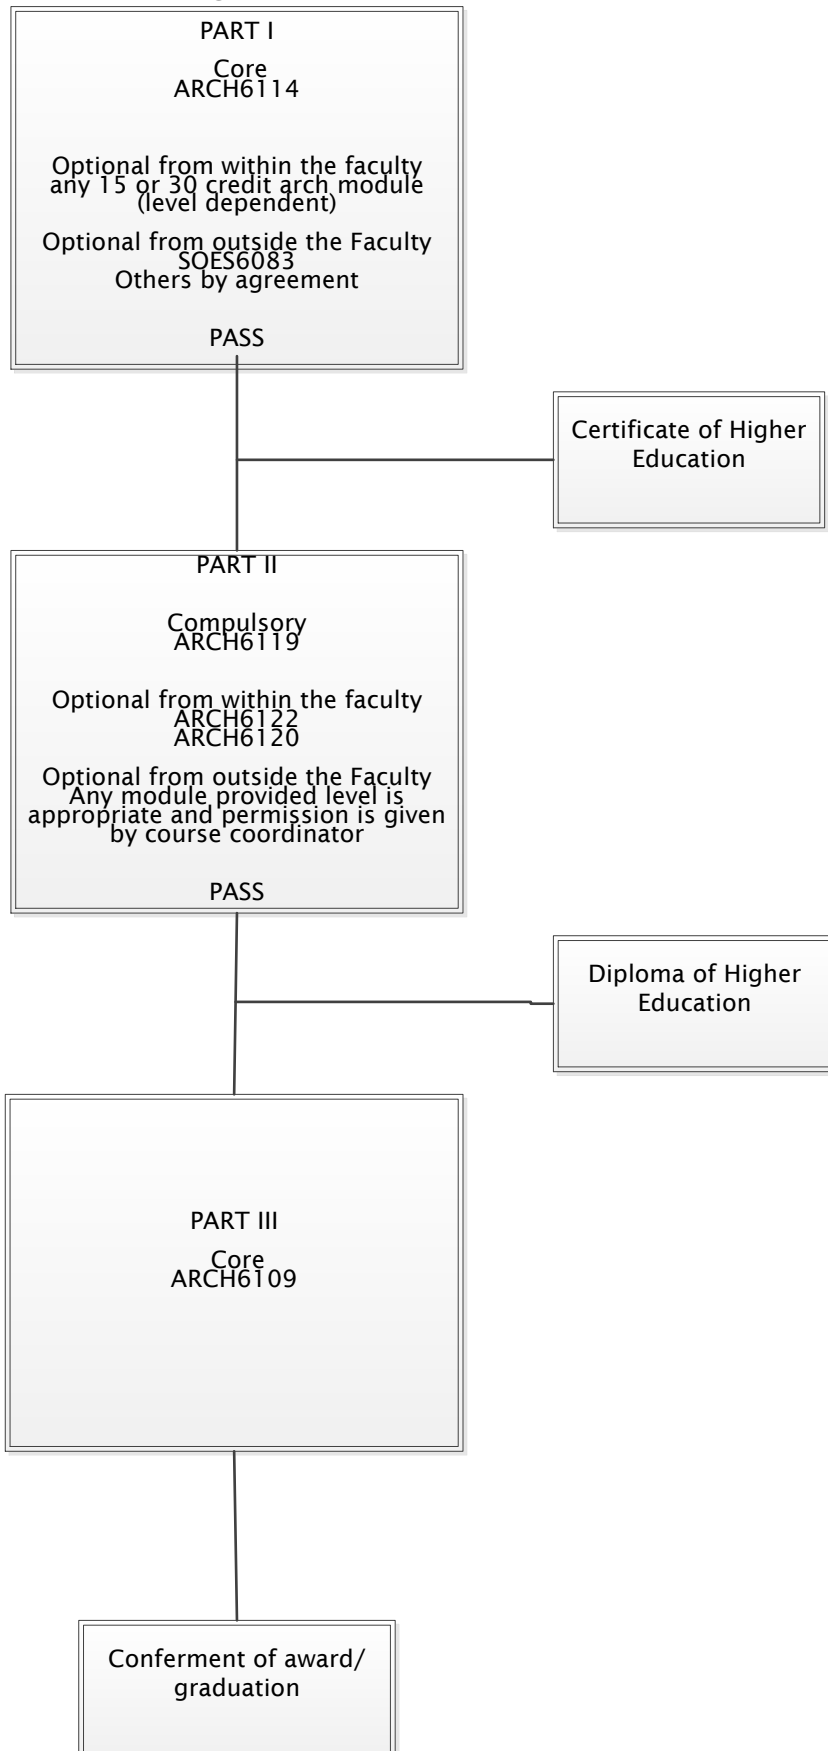 PART I
Core
ARCH6114
Optional from within the faculty
any 15 or 30 credit arch module
(level dependent)
Optional from outside the Faculty
SOES6083
Others by agreement
PASS
Certificate of Higher
Education
PART II
Compulsory
ARCH6119
Optional from within the faculty
ARCH6122
ARCH6120
Optional from outside the Faculty
Any module provided level is
appropriate and permission is given
by course coordinator
PASS
Diploma of Higher
Education
PART III
Core
ARCH6109
Conferment of award/
graduation